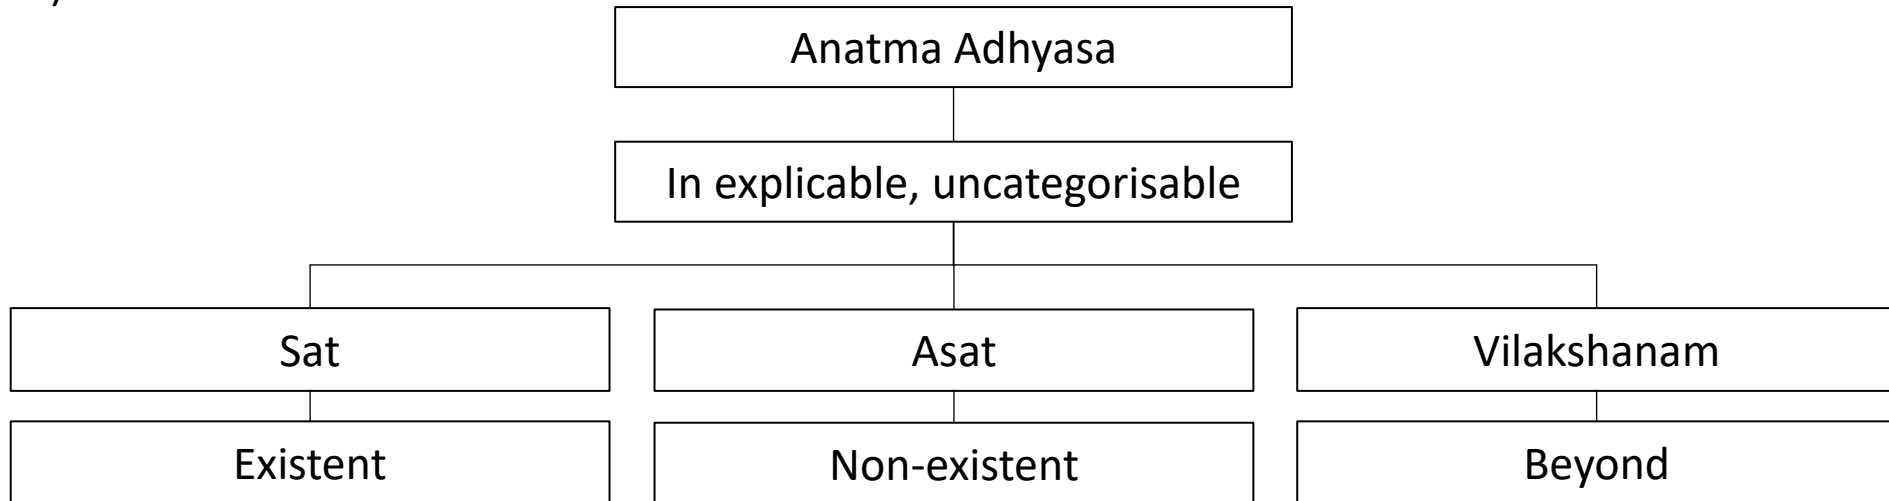 Anatma Adhyasa
In explicable, uncategorisable
Sat Asat Vilakshanam
Existent Non-existent Beyond